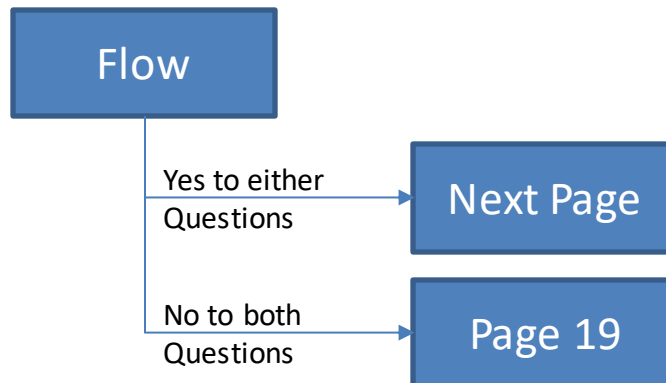 Flow
Yes to either
Questions
Next Page
No to both
Questions
Page 19